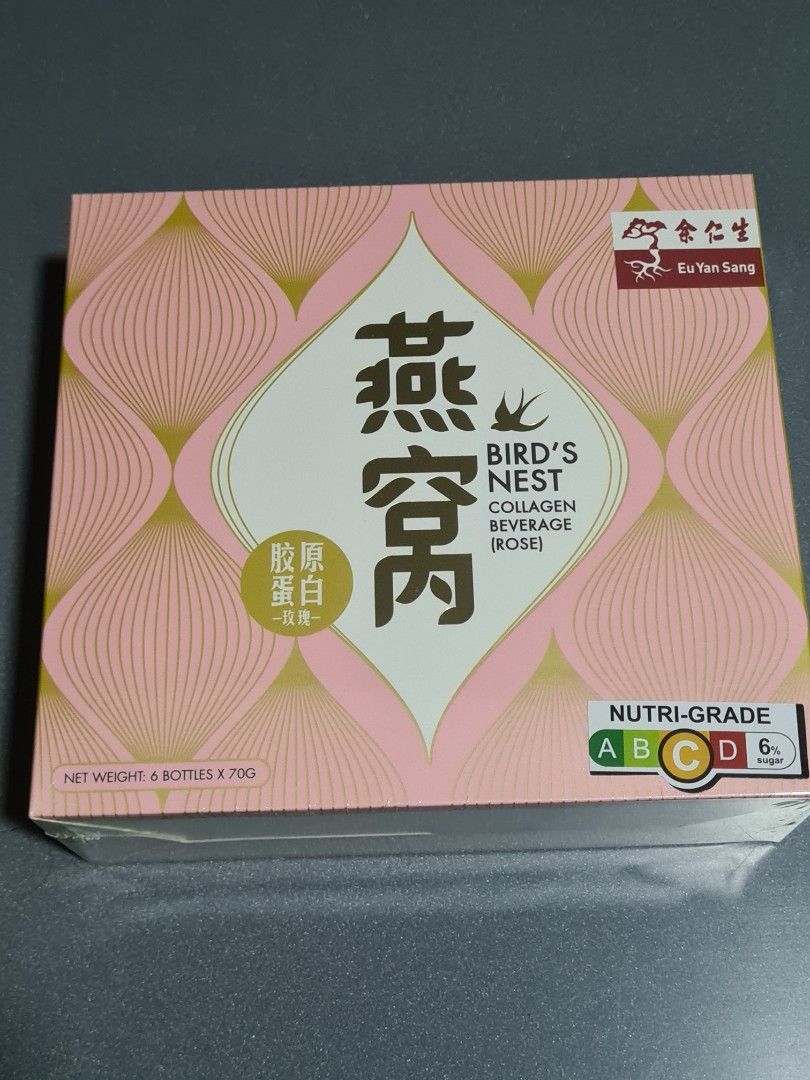 余仁生
Eu Yan Sang
燕窩
BIRD'S
NEST
COLLAGEN
BEVERAGE
(ROSE)
胶原
蛋白
–玫瑰–
NUTRI-GRADE
A B C D 6% sugar
NET WEIGHT: 6 BOTTLES X 70G